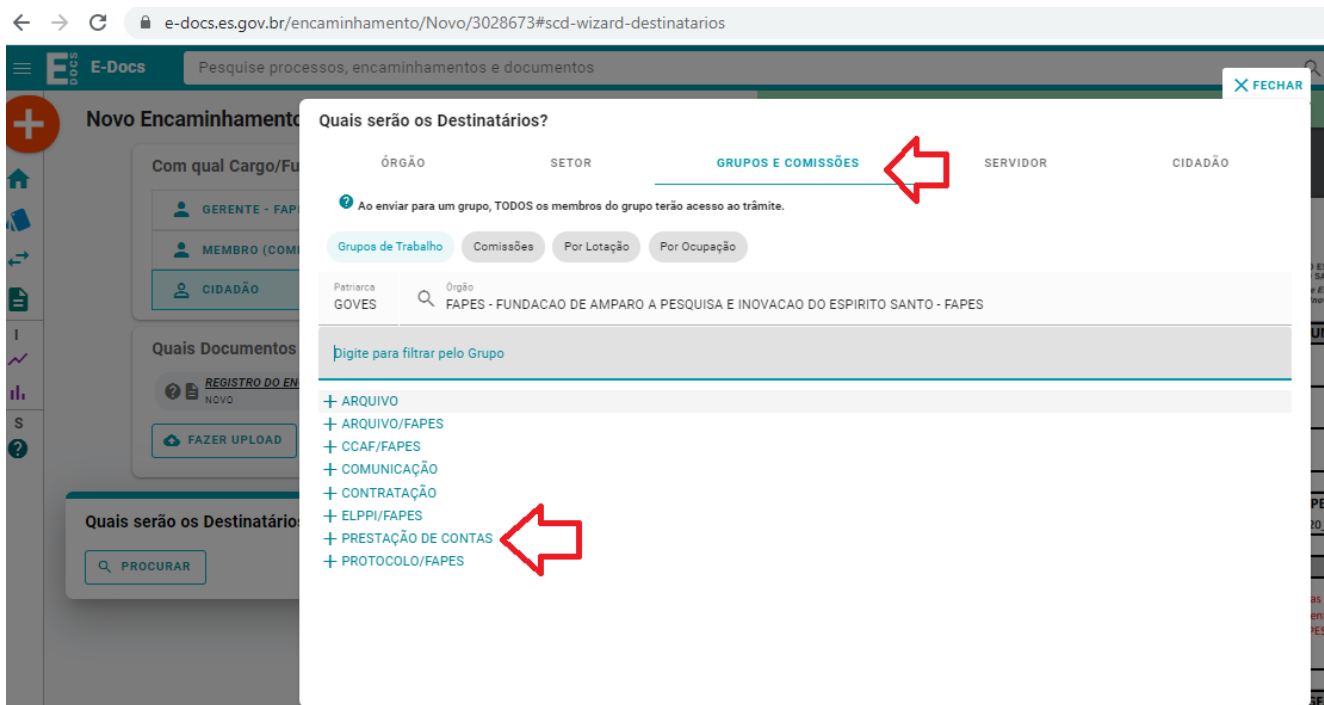 e-docs.es.gov.br/encaminhamento/Novo/3028673#scd-wizard-destinatarios
E DOCS
E-Docs
Pesquise processos, encaminhamentos e documentos
FECHAR
Novo Encaminhamento
Com qual Cargo/Fu
GERENTE - FAP
MEMBRO (COMI
CIDADÃO
Quais Documentos
REGISTRO DO EN
NOVO
FAZER UPLOAD
Quais serão os Destinatário
PROCURAR
I
S
Quais serão os Destinatários?
ÓRGÃO
SETOR
GRUPOS E COMISSÕES
SERVIDOR
CIDADÃO
Ao enviar para um grupo, TODOS os membros do grupo terão acesso ao trâmite.
Grupos de Trabalho
Comissões
Por Lotação
Por Ocupação
Patriarca
GOVES
Órgão
FAPES - FUNDACAO DE AMPARO A PESQUISA E INOVACAO DO ESPIRITO SANTO - FAPES
Digite para filtrar pelo Grupo
+ ARQUIVO
+ ARQUIVO/FAPES
+ CCAF/FAPES
+ COMUNICAÇÃO
+ CONTRATAÇÃO
+ ELPPI/FAPES
+ PRESTAÇÃO DE CONTAS
+ PROTOCOLO/FAPES